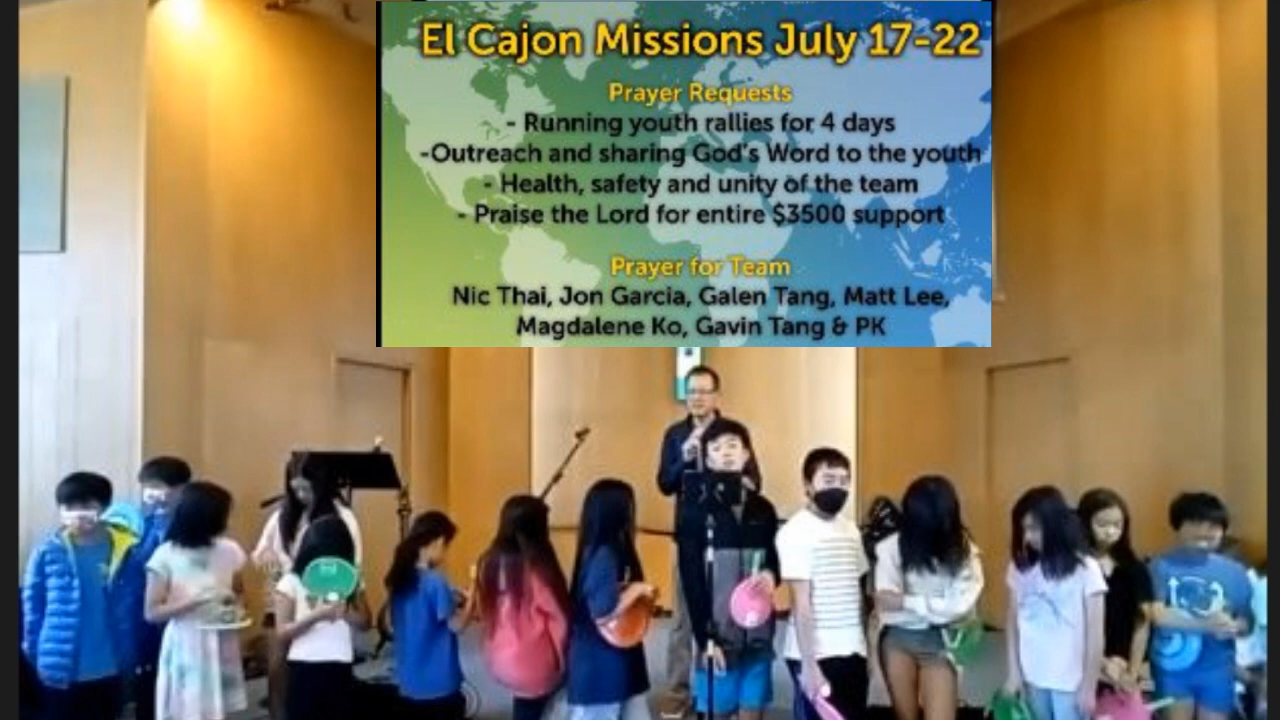 El Cajon Missions July 17-22
Prayer Requests
- Running youth rallies for 4 days
-Outreach and sharing God's Word to the youth
- Health, safety and unity of the team
- Praise the Lord for entire $3500 support
Prayer for Team
Nic Thai, Jon Garcia, Galen Tang, Matt Lee,
Magdalene Ko, Gavin Tang & PK